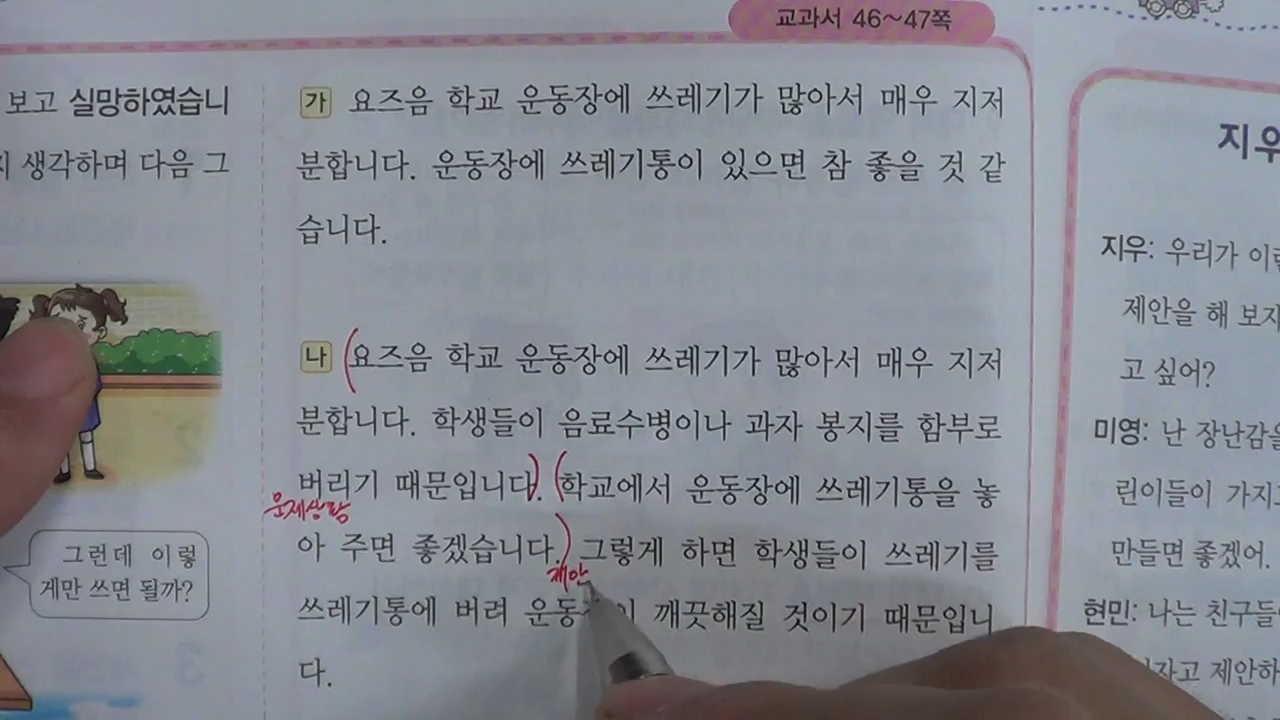 교과서 46~47쪽
보고 실망하였습니
생각하며 다음 그
그런데 이렇
게만 쓰면 될까?
가 요즈음 학교 운동장에 쓰레기가 많아서 매우 지저
분합니다. 운동장에 쓰레기통이 있으면 참 좋을 것 같
습니다.
나 (요즈음 학교 운동장에 쓰레기가 많아서 매우 지저
분합니다. 학생들이 음료수병이나 과자 봉지를 함부로
버리기 때문입니다). (학교에서 운동장에 쓰레기통을 놓
문제상황
아 주면 좋겠습니다.) 그렇게 하면 학생들이 쓰레기를
제안
쓰레기통에 버려 깨끗해질 것이기 때문입니
다.
지우
지우: 우리가
제안을 해 보자
고 싶어?
미영: 난 장난감을
린이들이
만들면 좋겠어.
현민: 나는 친구들
제안하